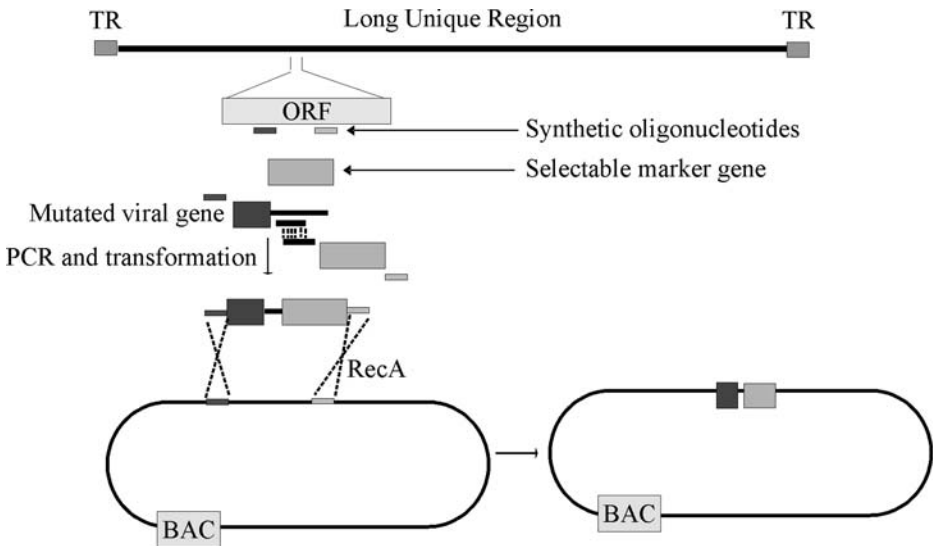 Long Unique Region
TR
TR
ORF
Synthetic oligonucleotides
Selectable marker gene
Mutated viral gene
PCR and transformation
RecA
BAC
BAC